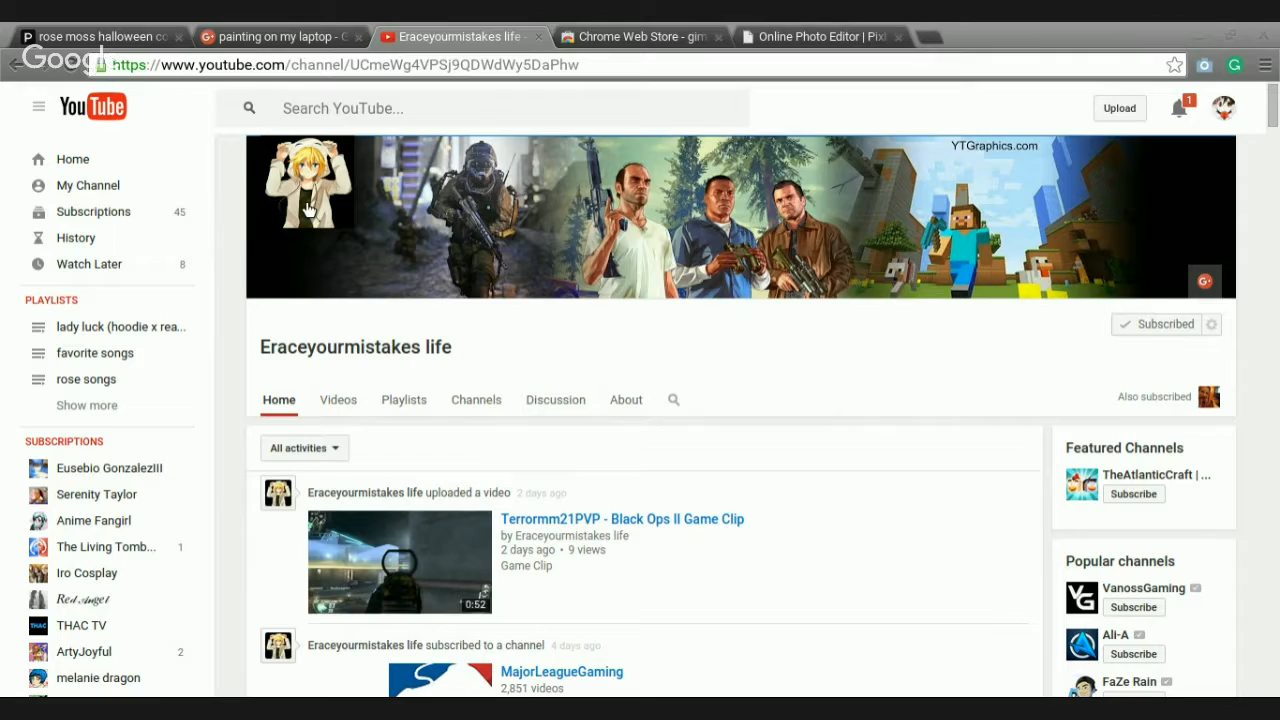 rose moss halloween co
painting on my laptop - G
Eraceyourmistakes life -
Chrome Web Store - gim
Online Photo Editor | Pixl
Google
https://www.youtube.com/channel/UCmeWg4VPSj9QDWdWy5DaPhw
YouTube
Search YouTube...
Upload
1
Home
My Channel
Subscriptions 45
History
Watch Later 8
PLAYLISTS
lady luck (hoodie x rea...
favorite songs
rose songs
Show more
SUBSCRIPTIONS
Eusebio GonzalezIII
Serenity Taylor
Anime Fangirl
The Living Tomb... 1
Iro Cosplay
Red Angel
THAC TV
ArtyJoyful 2
melanie dragon
YTGraphics.com
Subscribed
Eraceyourmistakes life
Home Videos Playlists Channels Discussion About
Also subscribed
All activities
Eraceyourmistakes life uploaded a video 2 days ago
Terrormm21PVP - Black Ops II Game Clip
by Eraceyourmistakes life
2 days ago • 9 views
Game Clip
0:52
Eraceyourmistakes life subscribed to a channel 4 days ago
MajorLeagueGaming
2,851 videos
Featured Channels
TheAtlanticCraft | ...
Subscribe
Popular channels
VanossGaming
Subscribe
Ali-A
Subscribe
FaZe Rain